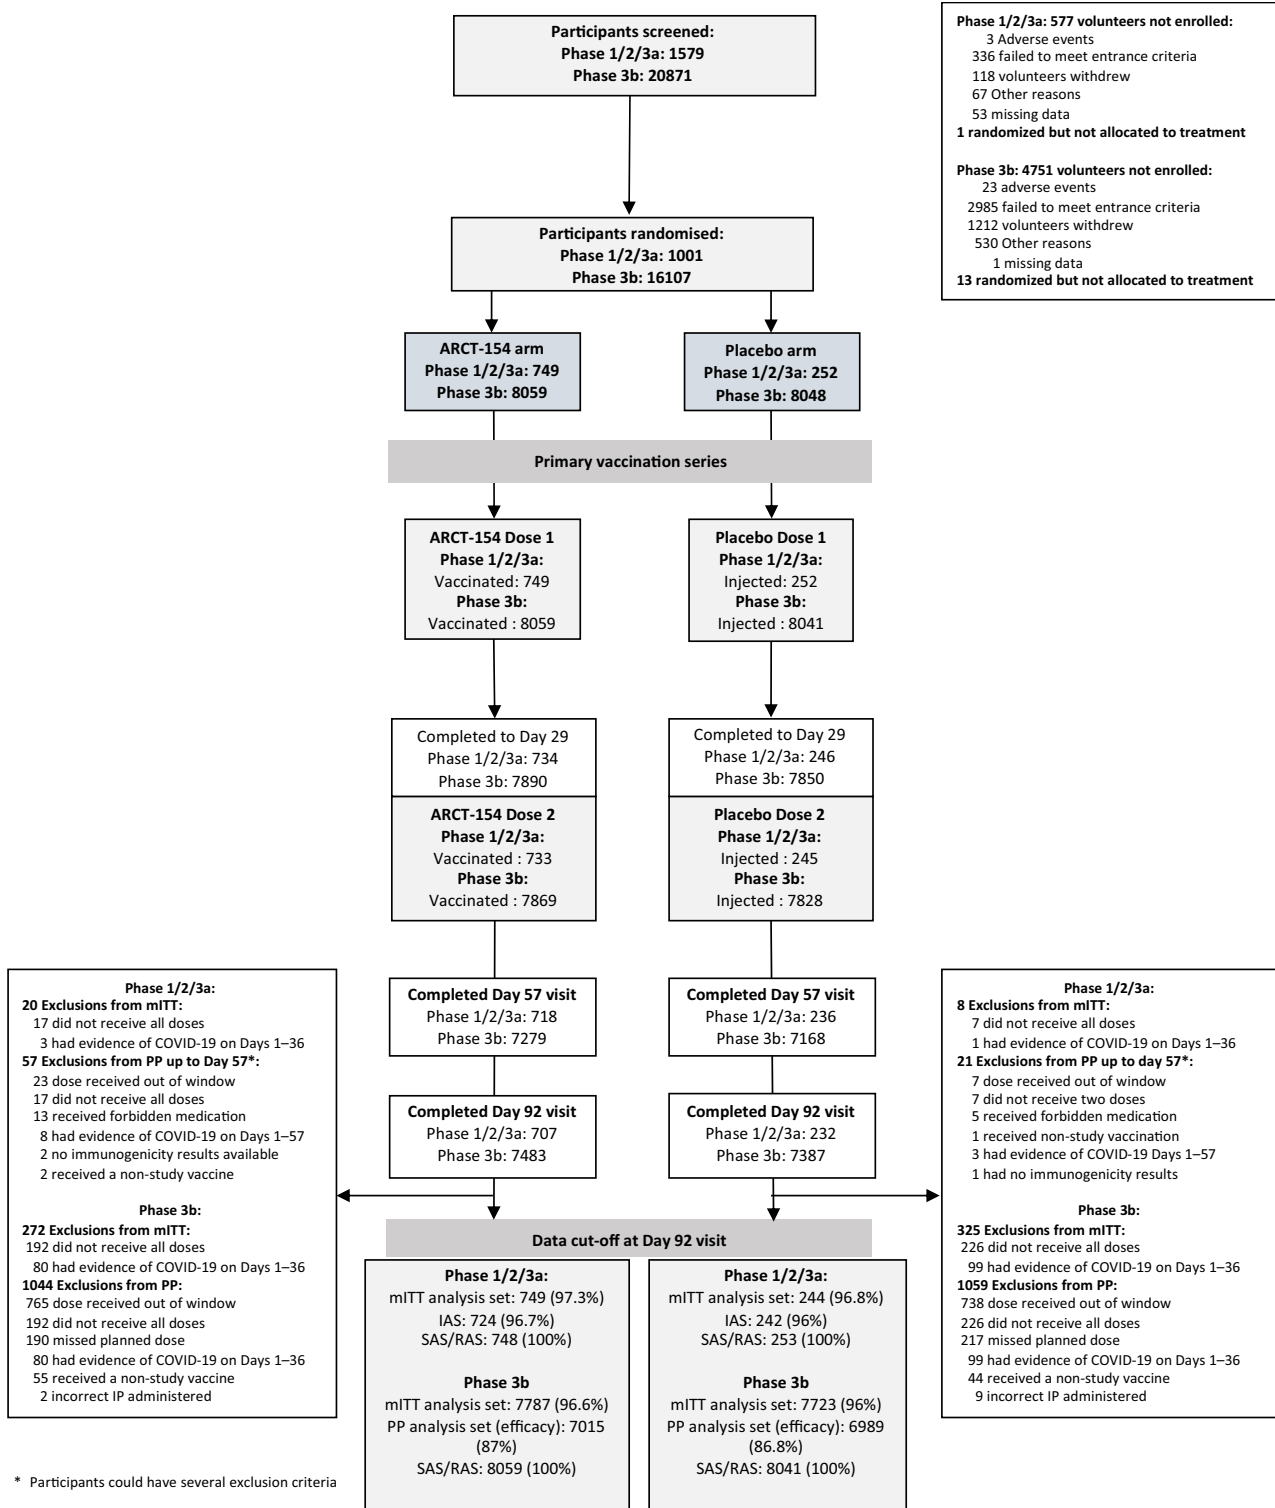 Participants screened:
Phase 1/2/3a: 1579
Phase 3b: 20871
Phase 1/2/3a: 577 volunteers not enrolled:
3 Adverse events
336 failed to meet entrance criteria
118 volunteers withdrew
67 Other reasons
53 missing data
1 randomized but not allocated to treatment
Phase 3b: 4751 volunteers not enrolled:
23 adverse events
2985 failed to meet entrance criteria
1212 volunteers withdrew
530 Other reasons
1 missing data
13 randomized but not allocated to treatment
Participants randomised:
Phase 1/2/3a: 1001
Phase 3b: 16107
ARCT-154 arm
Phase 1/2/3a: 749
Phase 3b: 8059
Placebo arm
Phase 1/2/3a: 252
Phase 3b: 8048
Primary vaccination series
ARCT-154 Dose 1
Phase 1/2/3a:
Vaccinated: 749
Phase 3b:
Vaccinated : 8059
Placebo Dose 1
Phase 1/2/3a:
Injected: 252
Phase 3b:
Injected : 8041
Completed to Day 29
Phase 1/2/3a: 734
Phase 3b: 7890
ARCT-154 Dose 2
Phase 1/2/3a:
Vaccinated : 733
Phase 3b:
Vaccinated : 7869
Completed to Day 29
Phase 1/2/3a: 246
Phase 3b: 7850
Placebo Dose 2
Phase 1/2/3a:
Injected : 245
Phase 3b:
Injected : 7828
Completed Day 57 visit
Phase 1/2/3a: 718
Phase 3b: 7279
Completed Day 57 visit
Phase 1/2/3a: 236
Phase 3b: 7168
Completed Day 92 visit
Phase 1/2/3a: 707
Phase 3b: 7483
Completed Day 92 visit
Phase 1/2/3a: 232
Phase 3b: 7387
Phase 1/2/3a:
20 Exclusions from mITT:
17 did not receive all doses
3 had evidence of COVID-19 on Days 1–36
57 Exclusions from PP up to Day 57*:
23 dose received out of window
17 did not receive all doses
13 received forbidden medication
8 had evidence of COVID-19 on Days 1–57
2 no immunogenicity results available
2 received a non-study vaccine
Phase 3b:
272 Exclusions from mITT:
192 did not receive all doses
80 had evidence of COVID-19 on Days 1–36
1044 Exclusions from PP:
765 dose received out of window
192 did not receive all doses
190 missed planned dose
80 had evidence of COVID-19 on Days 1–36
55 received a non-study vaccine
2 incorrect IP administered
Phase 1/2/3a:
8 Exclusions from mITT:
7 did not receive all doses
1 had evidence of COVID-19 on Days 1–36
21 Exclusions from PP up to day 57*:
7 dose received out of window
7 did not receive two doses
5 received forbidden medication
1 received non-study vaccination
3 had evidence of COVID-19 Days 1–57
1 had no immunogenicity results
Phase 3b:
325 Exclusions from mITT:
226 did not receive all doses
99 had evidence of COVID-19 on Days 1–36
1059 Exclusions from PP:
738 dose received out of window
226 did not receive all doses
217 missed planned dose
99 had evidence of COVID-19 on Days 1–36
44 received a non-study vaccine
9 incorrect IP administered
Data cut-off at Day 92 visit
Phase 1/2/3a:
mITT analysis set: 749 (97.3%)
IAS: 724 (96.7%)
SAS/RAS: 748 (100%)
Phase 3b
mITT analysis set: 7787 (96.6%)
PP analysis set (efficacy): 7015
(87%)
SAS/RAS: 8059 (100%)
Phase 1/2/3a:
mITT analysis set: 244 (96.8%)
IAS: 242 (96%)
SAS/RAS: 253 (100%)
Phase 3b
mITT analysis set: 7723 (96%)
PP analysis set (efficacy): 6989
(86.8%)
SAS/RAS: 8041 (100%)
* Participants could have several exclusion criteria